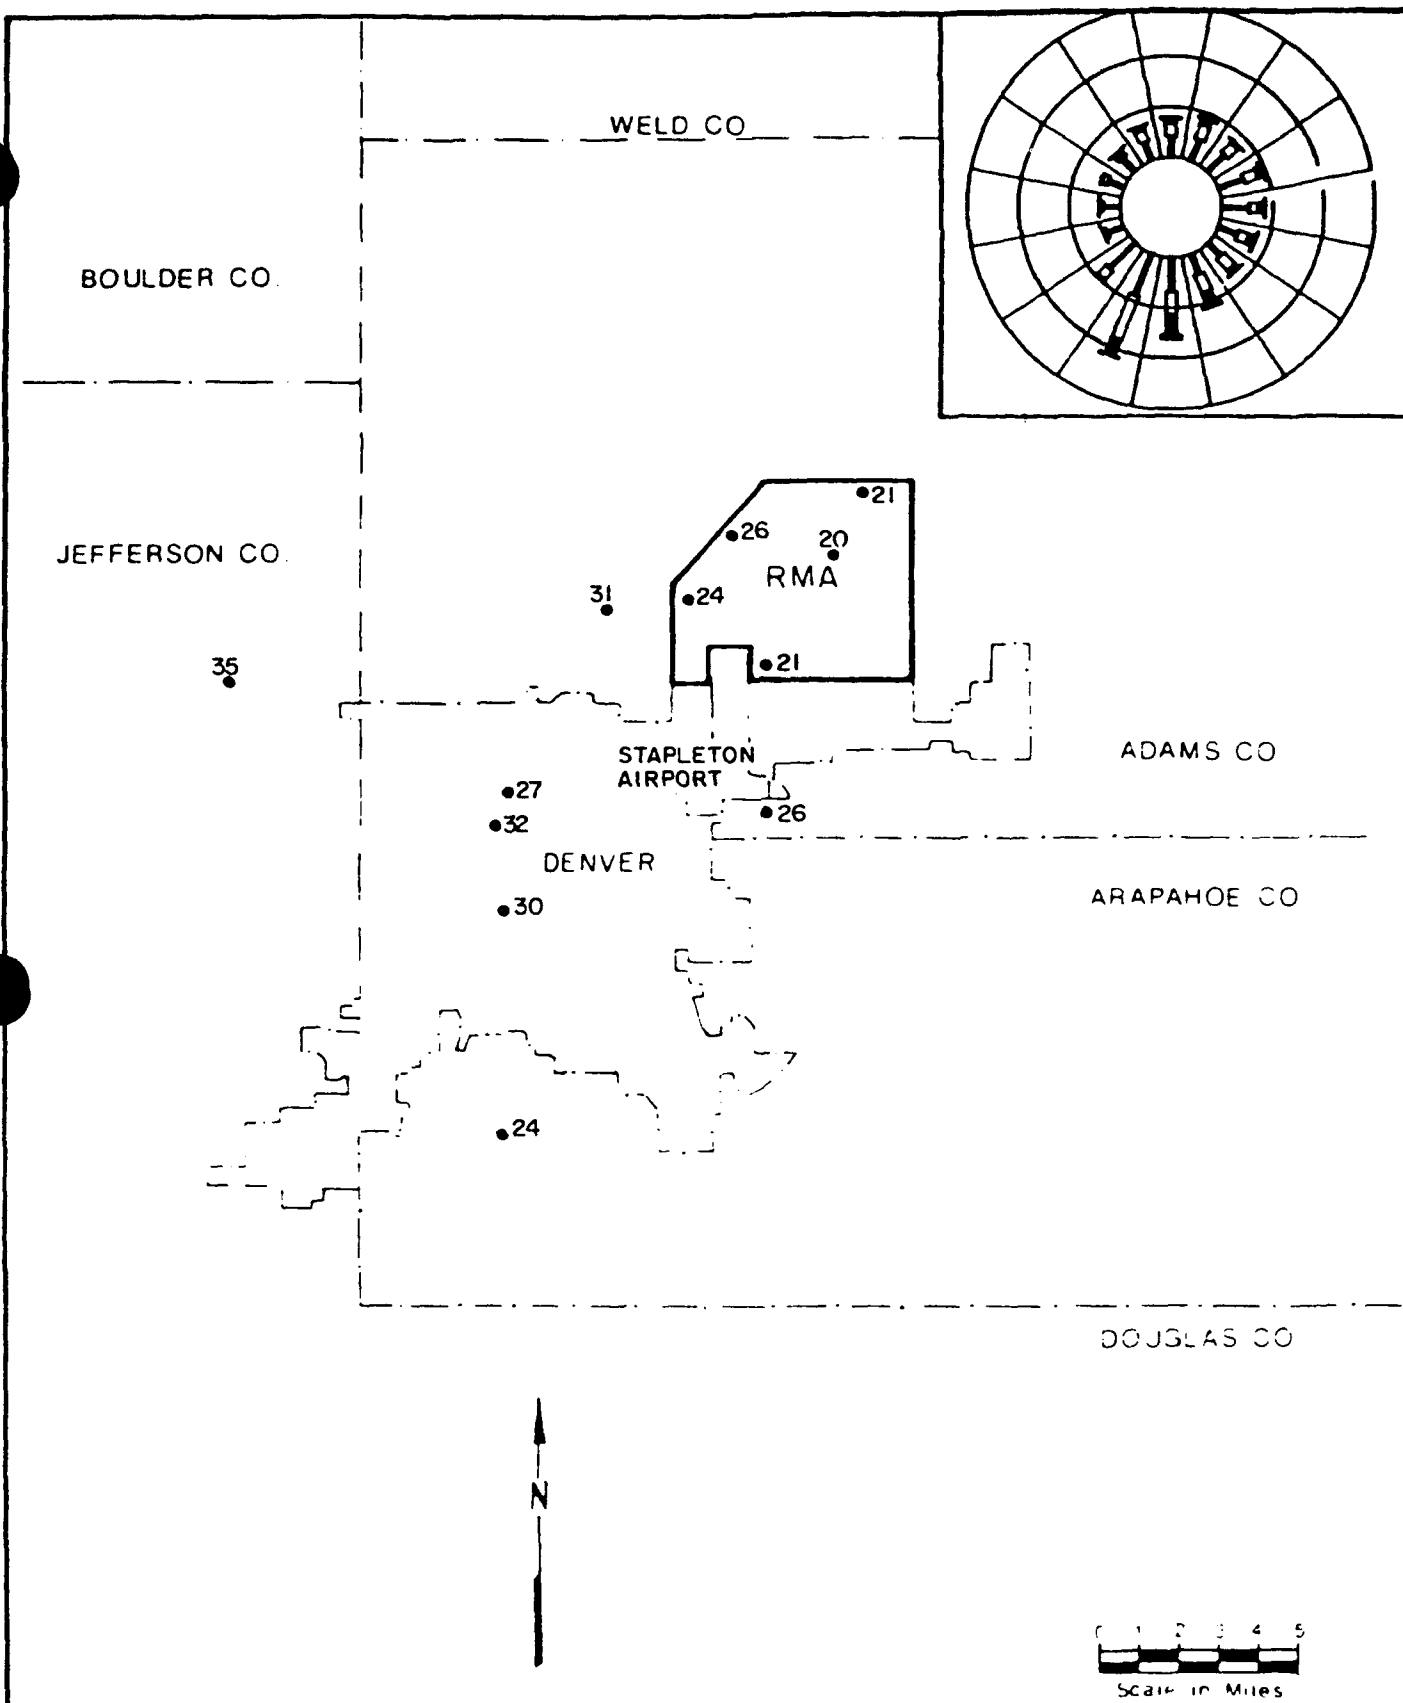 WELD CO
BOULDER CO.
21
26
20
JEFFERSON CO.
RMA
31
24
35
21
STAPLETON
AIRPORT
ADAMS CO
27
26
32
DENVER
ARAPAHOE CO
30
24
DOUGLAS CO
N
0 1 2 3 4 5
Scale in Miles